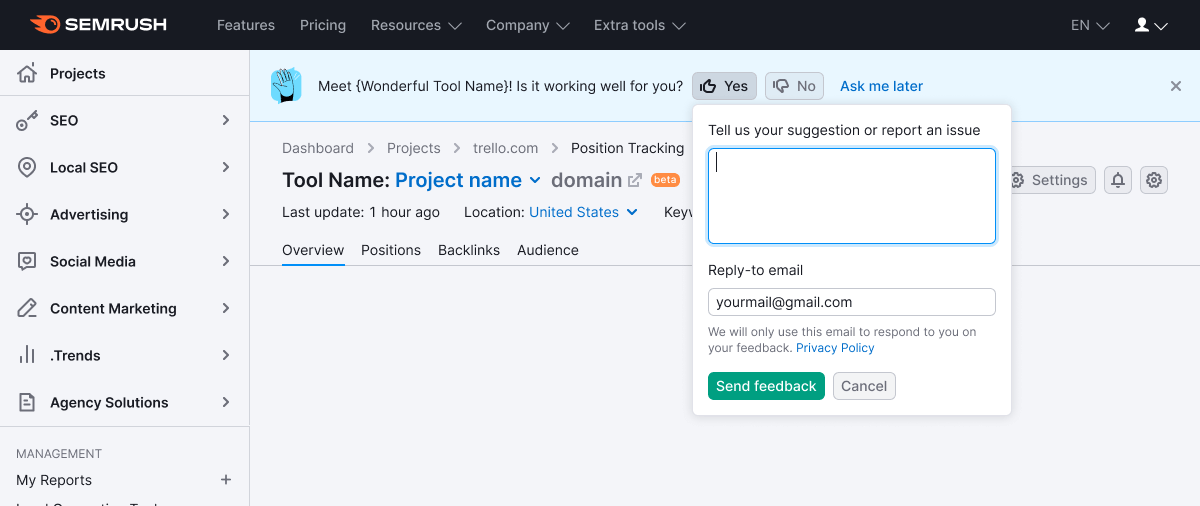 SEMRUSH
Features Pricing Resources Company Extra tools EN
Projects
SEO
Local SEO
Advertising
Social Media
Content Marketing
.Trends
Agency Solutions
MANAGEMENT
My Reports
Meet {Wonderful Tool Name}! Is it working well for you? Yes No Ask me later
Dashboard Projects trello.com Position Tracking
Tool Name: Project name domain beta
Settings
Last update: 1 hour ago Location: United States
Overview Positions Backlinks Audience
Tell us your suggestion or report an issue
Reply-to email
yourmail@gmail.com
We will only use this email to respond to you on
your feedback. Privacy Policy
Send feedback Cancel